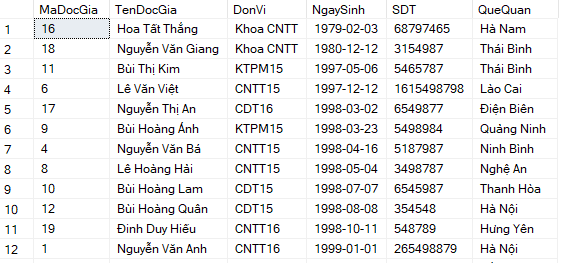 MaDocGia TenDocGia DonVi NgaySinh SDT QueQuan
1 16 Hoa Tất Thắng Khoa CNTT 1979-02-03 68797465 Hà Nam
2 18 Nguyễn Văn Giang Khoa CNTT 1980-12-12 3154987 Thái Bình
3 11 Bùi Thị Kim KTPM15 1997-05-06 5465787 Thái Bình
4 6 Lê Văn Việt CNTT15 1997-12-12 1615498798 Lào Cai
5 17 Nguyễn Thị An CDT16 1998-03-02 6549877 Điện Biên
6 9 Bùi Hoàng Ánh KTPM15 1998-03-23 5498984 Quảng Ninh
7 4 Nguyễn Văn Bá CNTT15 1998-04-16 5187987 Ninh Bình
8 8 Lê Hoàng Hải CNTT15 1998-05-04 3498787 Nghệ An
9 10 Bùi Hoàng Lam CDT15 1998-07-07 6545987 Thanh Hòa
10 12 Bùi Hoàng Quân CDT15 1998-08-08 354548 Hà Nội
11 19 Đinh Duy Hiếu CNTT16 1998-10-11 548789 Hưng Yên
12 1 Nguyễn Văn Anh CNTT16 1999-01-01 265498879 Hà Nội